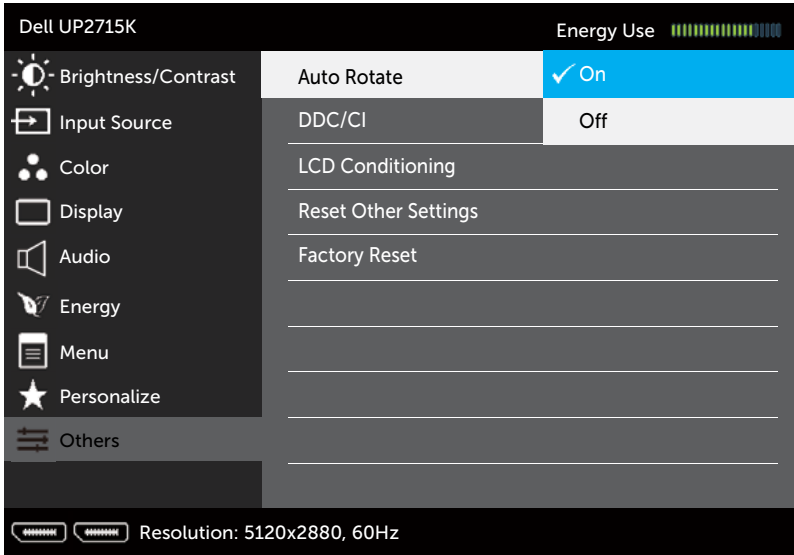 Dell UP2715K
Energy Use
Brightness/Contrast
Auto Rotate
On
Input Source
DDC/CI
Off
Color
LCD Conditioning
Display
Reset Other Settings
Audio
Factory Reset
Energy
Menu
Personalize
Others
Resolution: 5120x2880, 60Hz